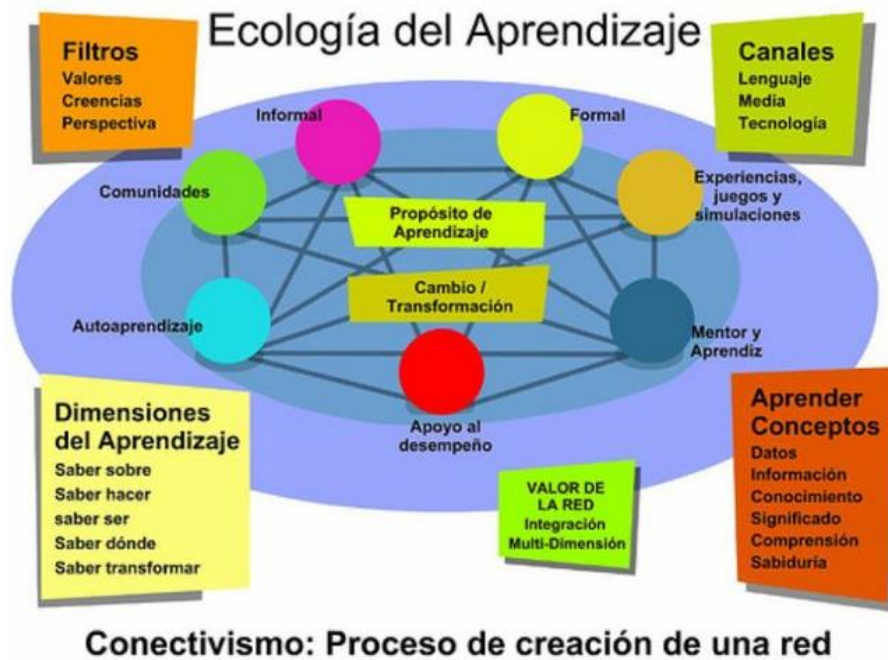 Ecología del Aprendizaje
Filtros
Valores
Creencias
Perspectiva
Canales
Lenguaje
Media
Tecnología
Informal
Formal
Comunidades
Experiencias,
juegos y
simulaciones
Propósito de
Aprendizaje
Cambio /
Transformación
Autoaprendizaje
Mentor y
Aprendiz
Apoyo al
desempeño
Dimensiones
del Aprendizaje
Saber sobre
Saber hacer
saber ser
Saber dónde
Saber transformar
VALOR DE
LA RED
Integración
Multi-Dimensión
Aprender
Conceptos
Datos
Información
Conocimiento
Significado
Comprensión
Sabiduría
Conectivismo: Proceso de creación de una red